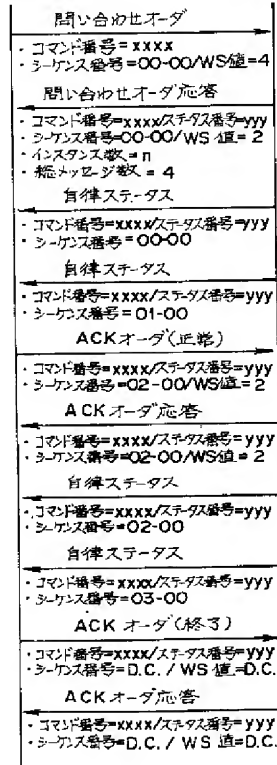 問い合わせオーダ
・コマンド番号=xxxx
・シーケンス番号=00-00/WS値=4
問い合わせオーダ応答
・コマンド番号=xxxx/ステータス番号=yyy
・シーケンス番号=00-00/WS値=2
・インスタンス数=n
・総メッセージ数=4
自律ステータス
・コマンド番号=xxxx/ステータス番号=yyy
・シーケンス番号=00-00
自律ステータス
・コマンド番号=xxxx/ステータス番号=yyy
・シーケンス番号=01-00
ACKオーダ(正常)
・コマンド番号=xxxx/ステータス番号=yyy
・シーケンス番号=02-00/WS値=2
ACKオーダ応答
・コマンド番号=xxxx/ステータス番号=yyy
・シーケンス番号=02-00/WS値=2
自律ステータス
・コマンド番号=xxxx/ステータス番号=yyy
・シーケンス番号=02-00
自律ステータス
・コマンド番号=xxxx/ステータス番号=yyy
・シーケンス番号=03-00
ACKオーダ(終了)
・コマンド番号=xxxx/ステータス番号=yyy
・シーケンス番号=D.C./WS値=D.C.
ACKオーダ応答
・コマンド番号=xxxx/ステータス番号=yyy
・シーケンス番号=D.C./WS値=D.C.